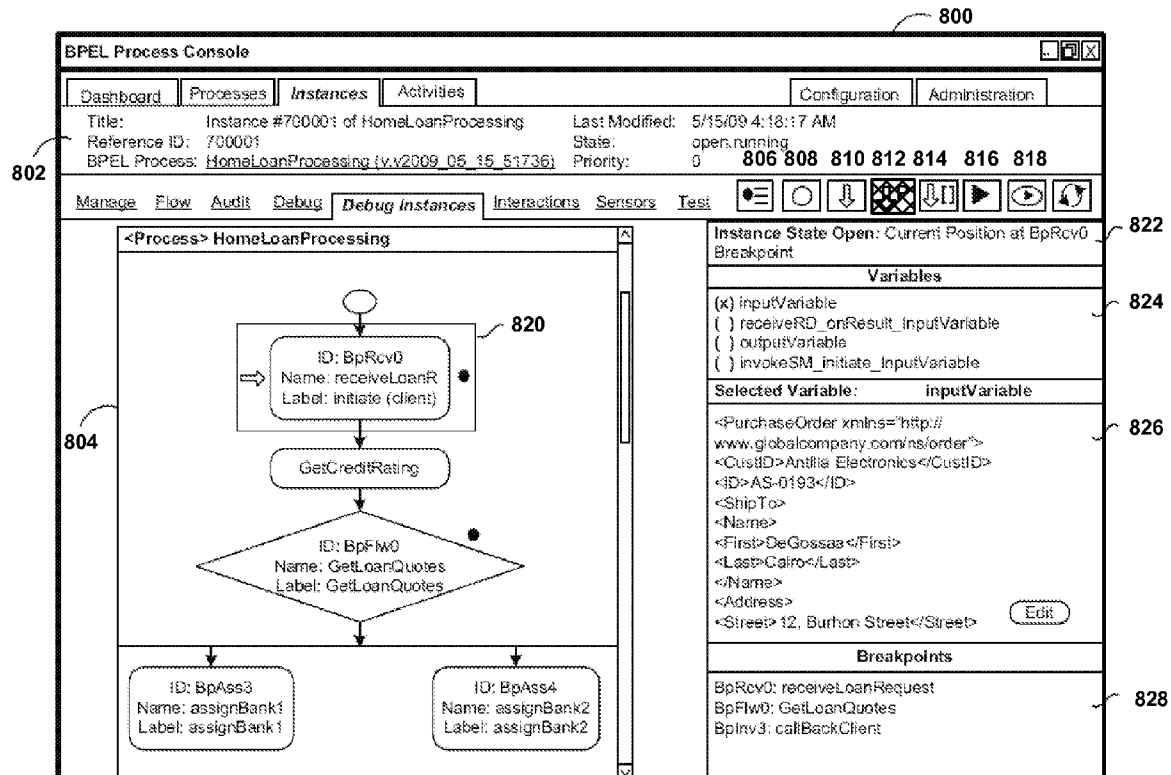 800
BPEL Process Console
Dashboard Processes Instances Activities Configuration Administration
Title: Instance #700001 of HomeLoanProcessing Last Modified: 5/15/09 4:18:17 AM
Reference ID: 700001 State: open.running
BPEL Process: HomeLoanProcessing (v.v2009_05_15_51736) Priority: 0
802
806 808 810 812 814 816 818
Manage Flow Audit Debug Debug Instances Interactions Sensors Test
<Process> HomeLoanProcessing
820
ID: BpRcv0
Name: receiveLoanR
Label: initiate (client)
804
GetCreditRating
ID: BpFlw0
Name: GetLoanQuotes
Label: GetLoanQuotes
ID: BpAss3
Name: assignBank1
Label: assignBank1
ID: BpAss4
Name: assignBank2
Label: assignBank2
Instance State Open: Current Position at BpRcv0
Breakpoint
822
Variables
(x) inputVariable
824
( ) receiveRD_onResult_InputVariable
( ) outputVariable
( ) invokeSM_initiate_InputVariable
Selected Variable: inputVariable
<PurchaseOrder xmlns="http://
www.globalcompany.com/ns/order">
826
<CustID>Antilia Electronics</CustID>
<ID>AS-0193</ID>
<ShipTo>
<Name>
<First>DeGossaa</First>
<Last>Cairo</Last>
</Name>
<Address>
<Street> 12, Burhon Street</Street>
Edit
Breakpoints
BpRcv0: receiveLoanRequest
BpFlw0: GetLoanQuotes
828
BpInv3: callBackClient